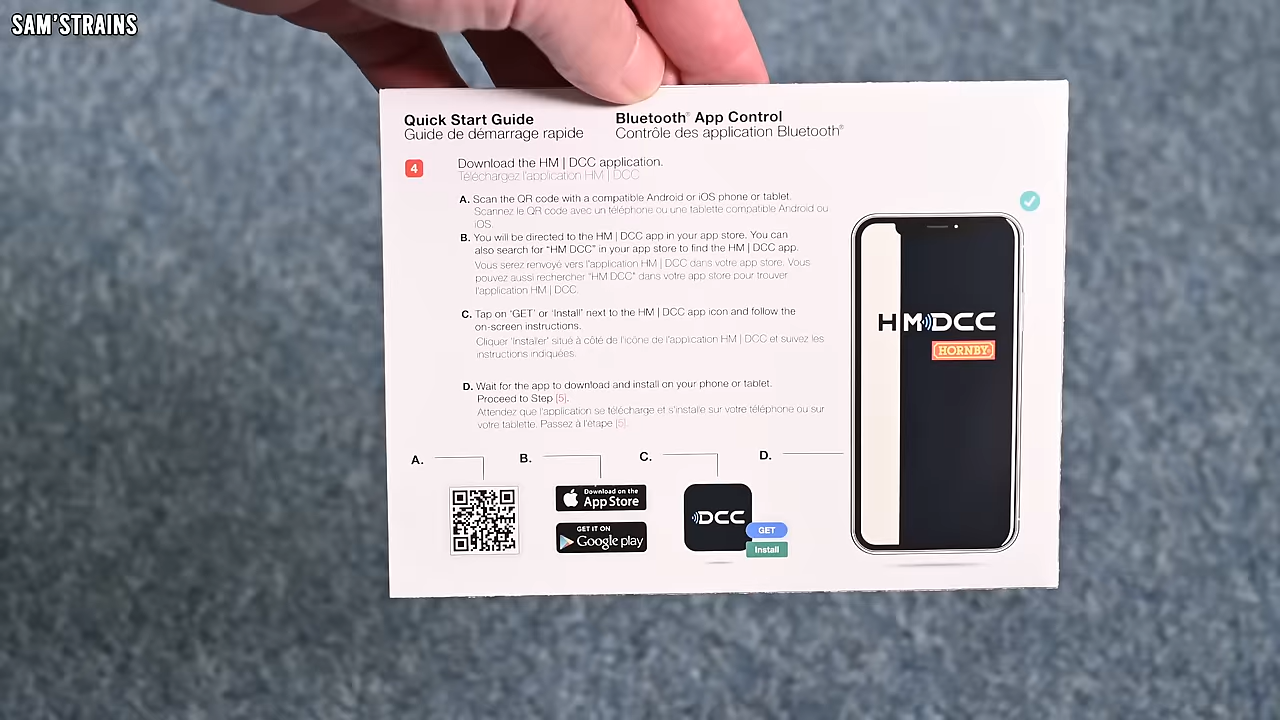 SAM'STRAINS
Quick Start Guide
Guide de démarrage rapide
Bluetooth® App Control
Contrôle des application Bluetooth®
4
Download the HM | DCC application.
Téléchargez l'application HM | DCC
A. Scan the QR code with a compatible Android or iOS phone or tablet.
Scannez le QR code avec un téléphone ou une tablette compatible Android ou
iOS.
B. You will be directed to the HM | DCC app in your app store. You can
also search for "HM DCC" in your app store to find the HM | DCC app.
Vous serez renvoyé vers l'application HM | DCC dans votre app store. Vous
pouvez aussi rechercher "HM DCC" dans votre app store pour trouver
l'application HM | DCC.
C. Tap on 'GET' or 'Install' next to the HM | DCC app icon and follow the
on-screen instructions.
Cliquer 'Installer' situé à côté de l'icône de l'application HM | DCC et suivez les
instructions indiquées.
D. Wait for the app to download and install on your phone or tablet.
Proceed to Step [5].
Attendez que l'application se télécharge et s'installe sur votre téléphone ou sur
votre tablette. Passez à l'étape [5].
A.
B.
C.
D.
Download on the
App Store
GET IT ON
Google play
DCC
GET
Install
HM DCC
HORNBY®